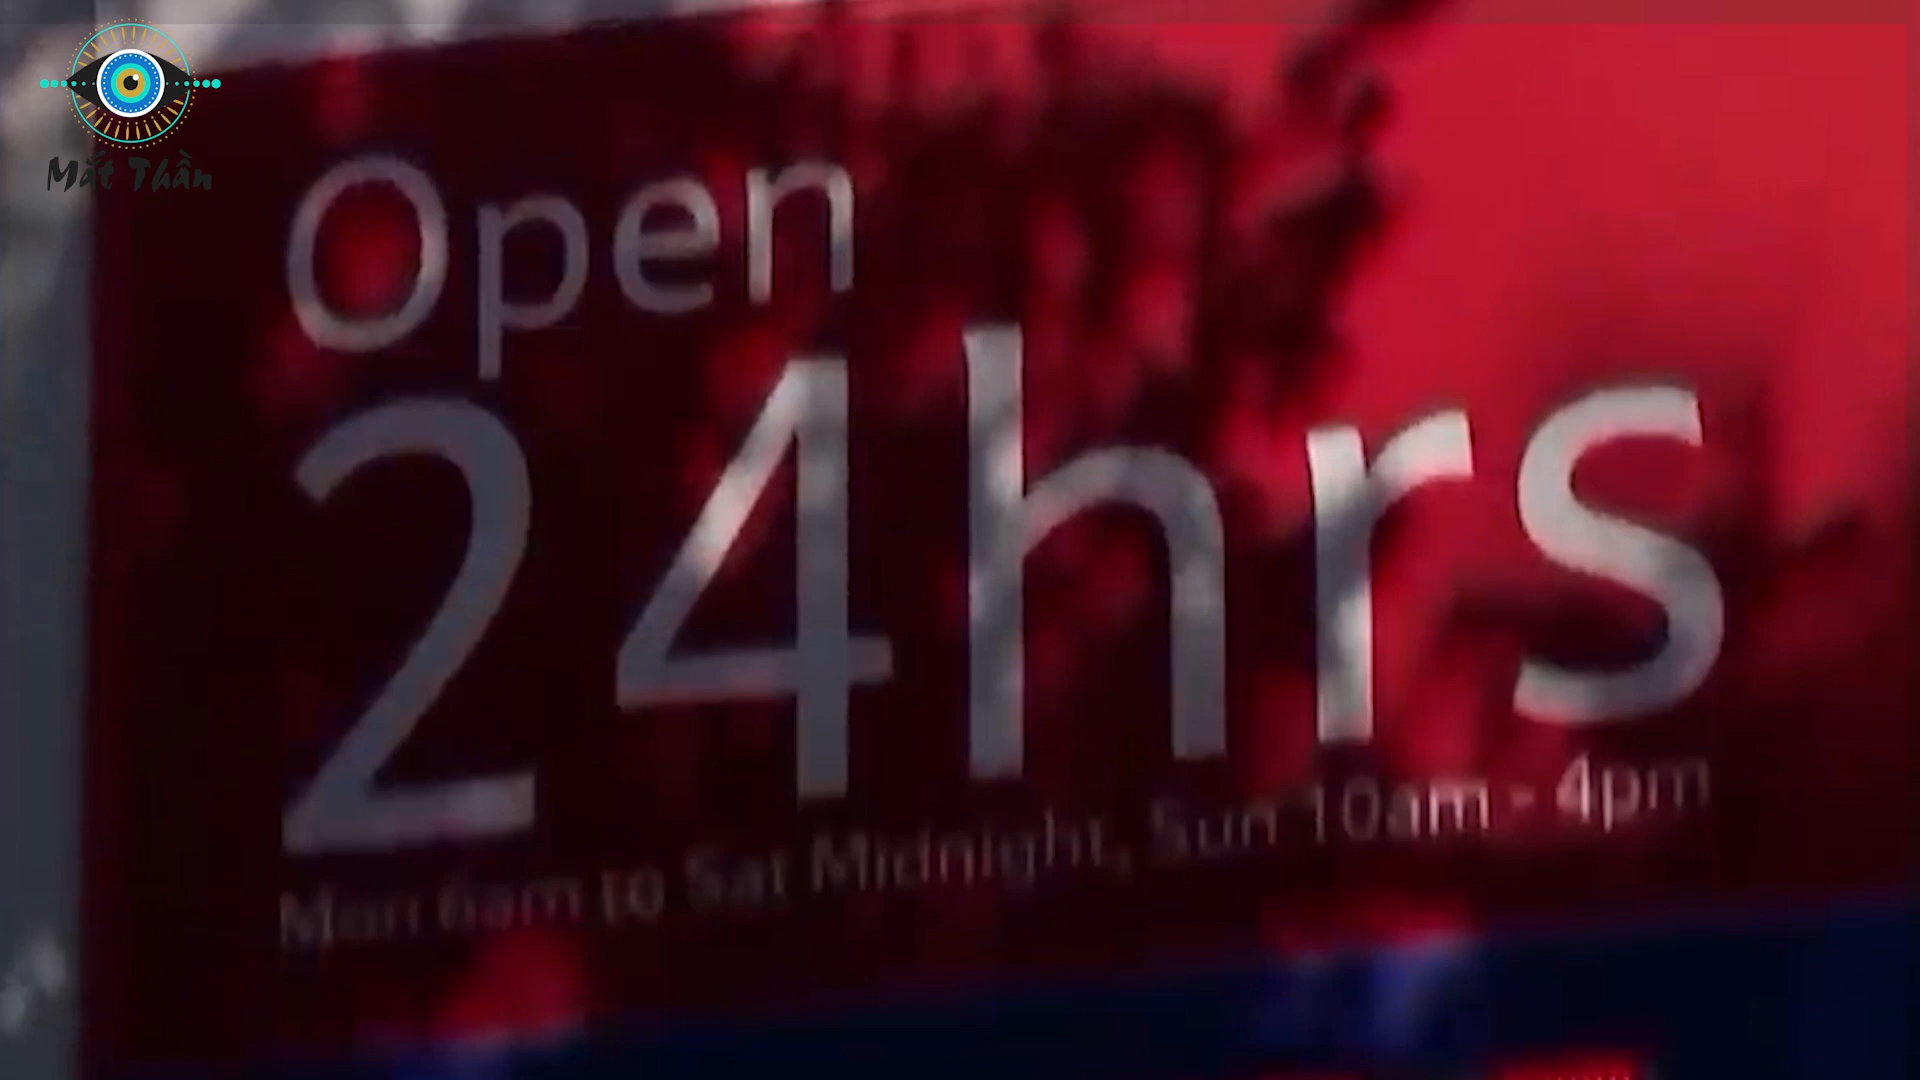 Mắt Thần
Open
24hrs
Mon 6am to Sat Midnight, Sun 10am - 4pm